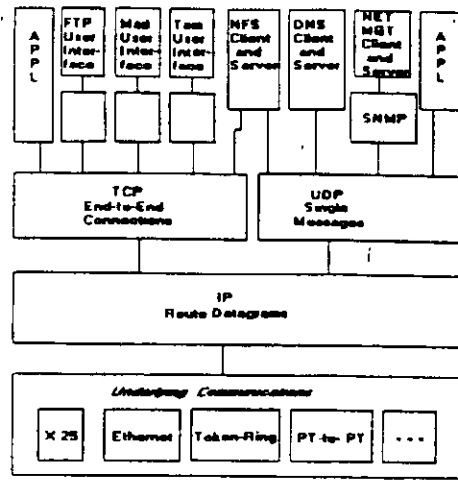 A
P
P
L
FTP
User
Inter-
face
Mail
User
Inter-
face
User
Inter-
face
NFS
Client
and
Server
DNS
Client
and
Server
NET
MGT
Client
and
Server
A
P
P
L
SNMP
TCP
End-to-End
Connections
UDP
Single
Messages
IP
Route Datagrams
Underlying Communications
X 25
Ethernet
Token-Ring
PT-to-PT
---